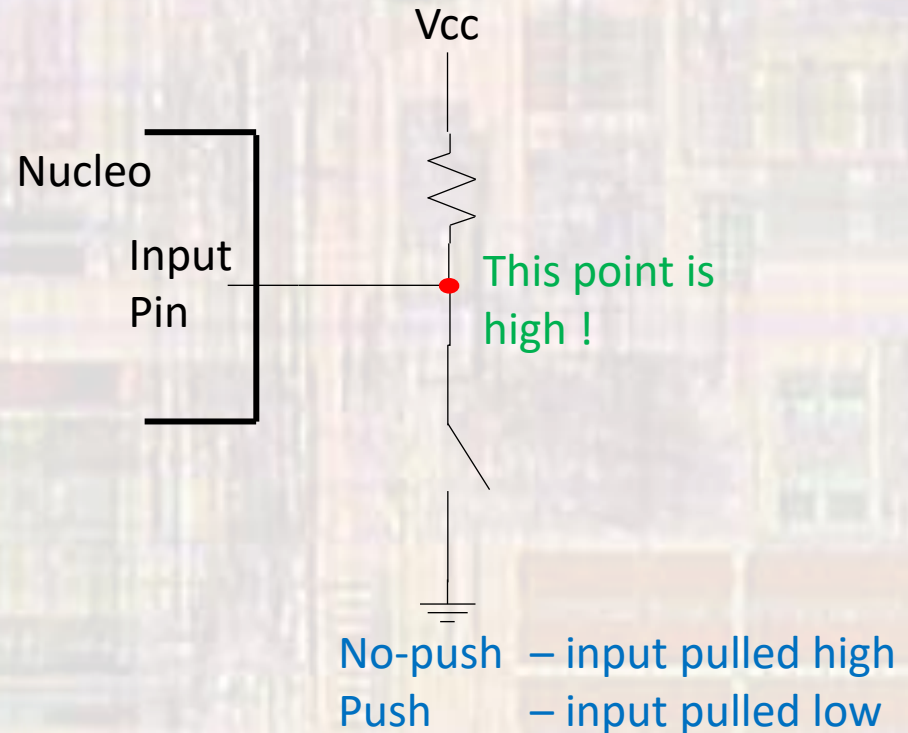 Vcc
Nucleo
Input
Pin
This point is
high !
No-push – input pulled high
Push – input pulled low